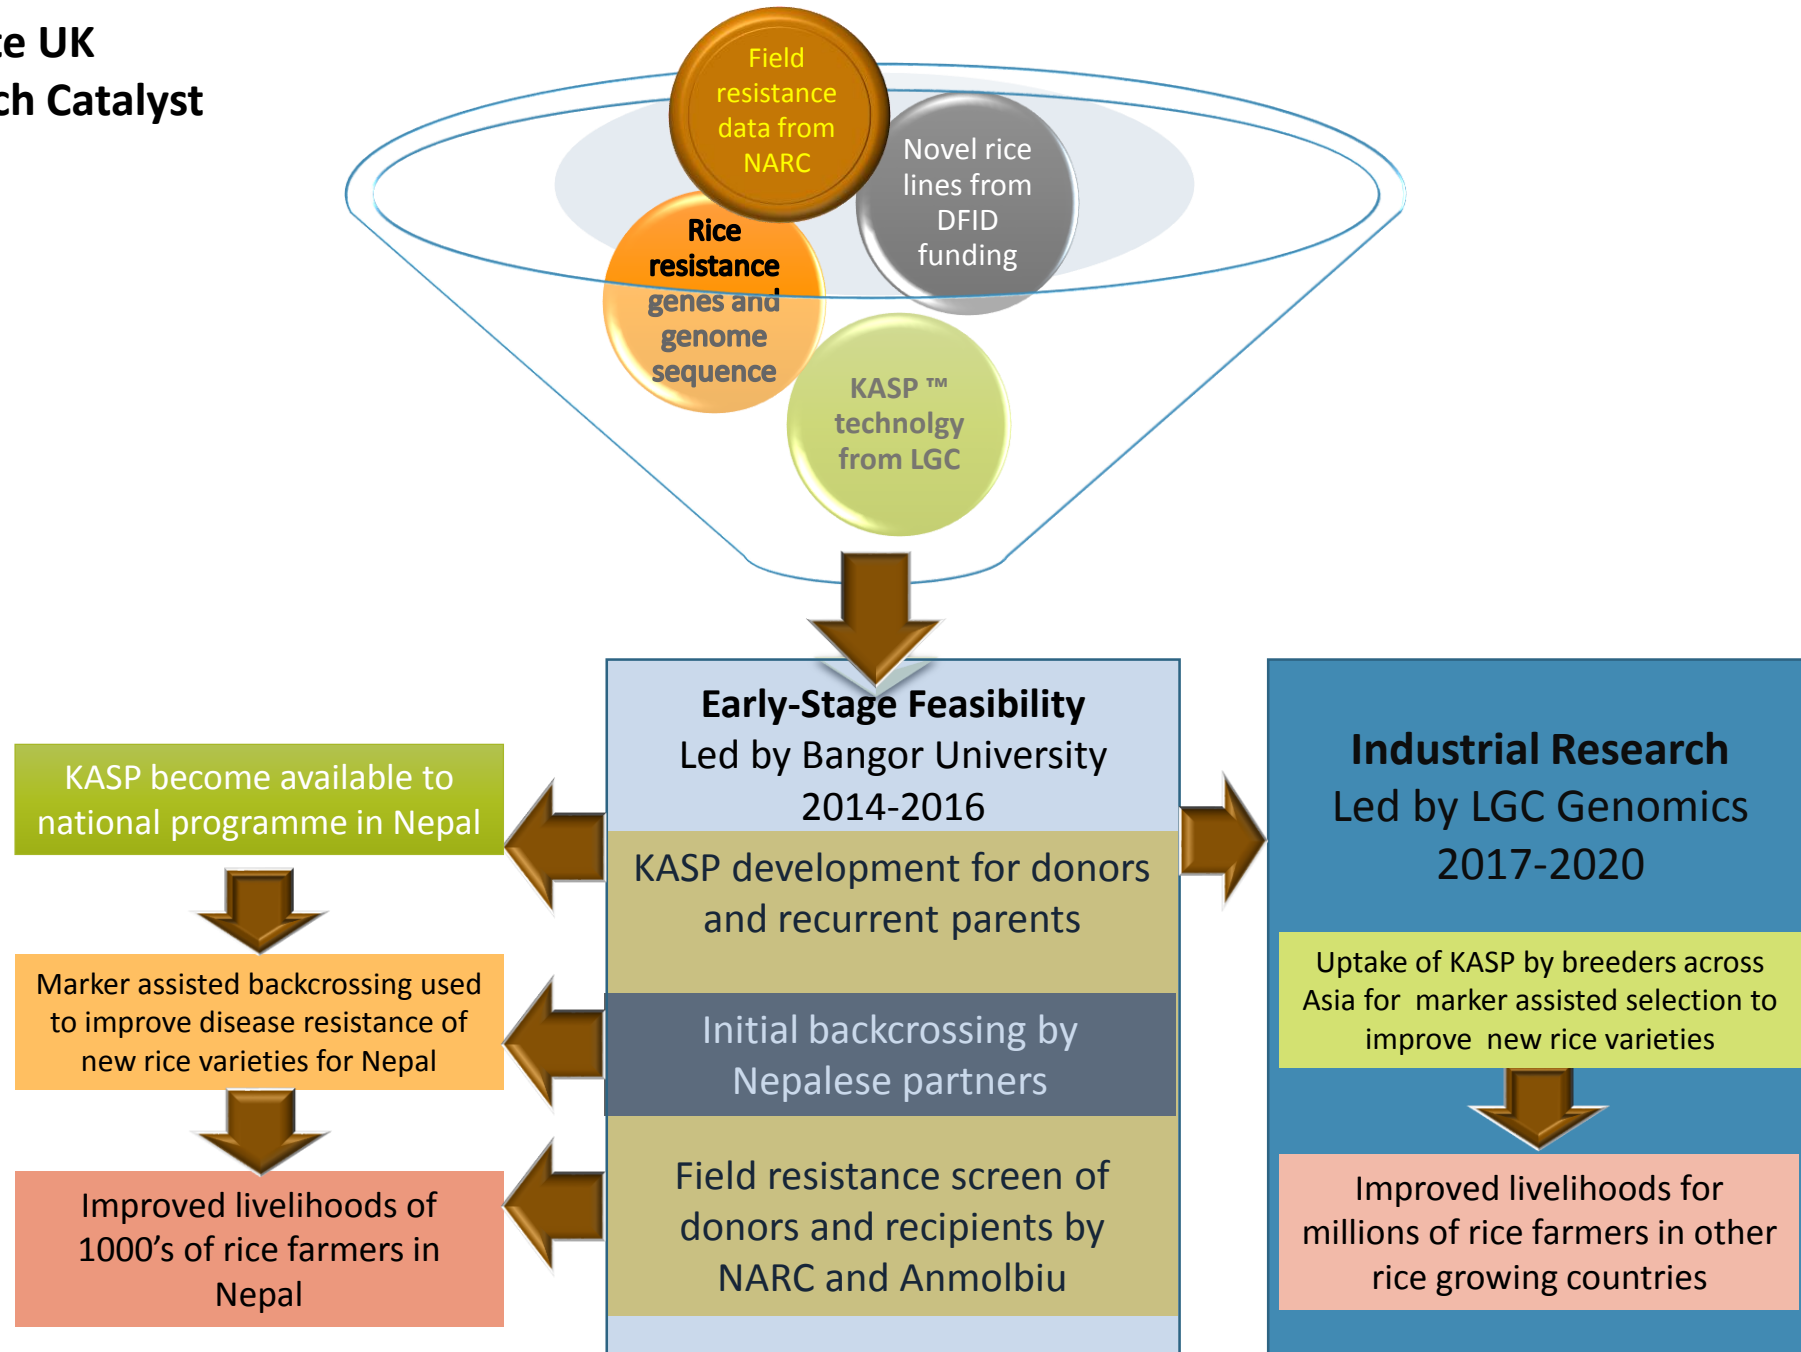 te UK
ch Catalyst
Field
resistance
data from
NARC
Novel rice
lines from
DFID
funding
Rice
resistance
genes and
genome
sequence
KASP ™
technolgy
from LGC
Early-Stage Feasibility
Led by Bangor University
2014-2016
KASP development for donors
and recurrent parents
Initial backcrossing by
Nepalese partners
Field resistance screen of
donors and recipients by
NARC and Anmolbiu
KASP become available to
national programme in Nepal
Marker assisted backcrossing used
to improve disease resistance of
new rice varieties for Nepal
Improved livelihoods of
1000’s of rice farmers in
Nepal
Industrial Research
Led by LGC Genomics
2017-2020
Uptake of KASP by breeders across
Asia for marker assisted selection to
improve new rice varieties
Improved livelihoods for
millions of rice farmers in other
rice growing countries